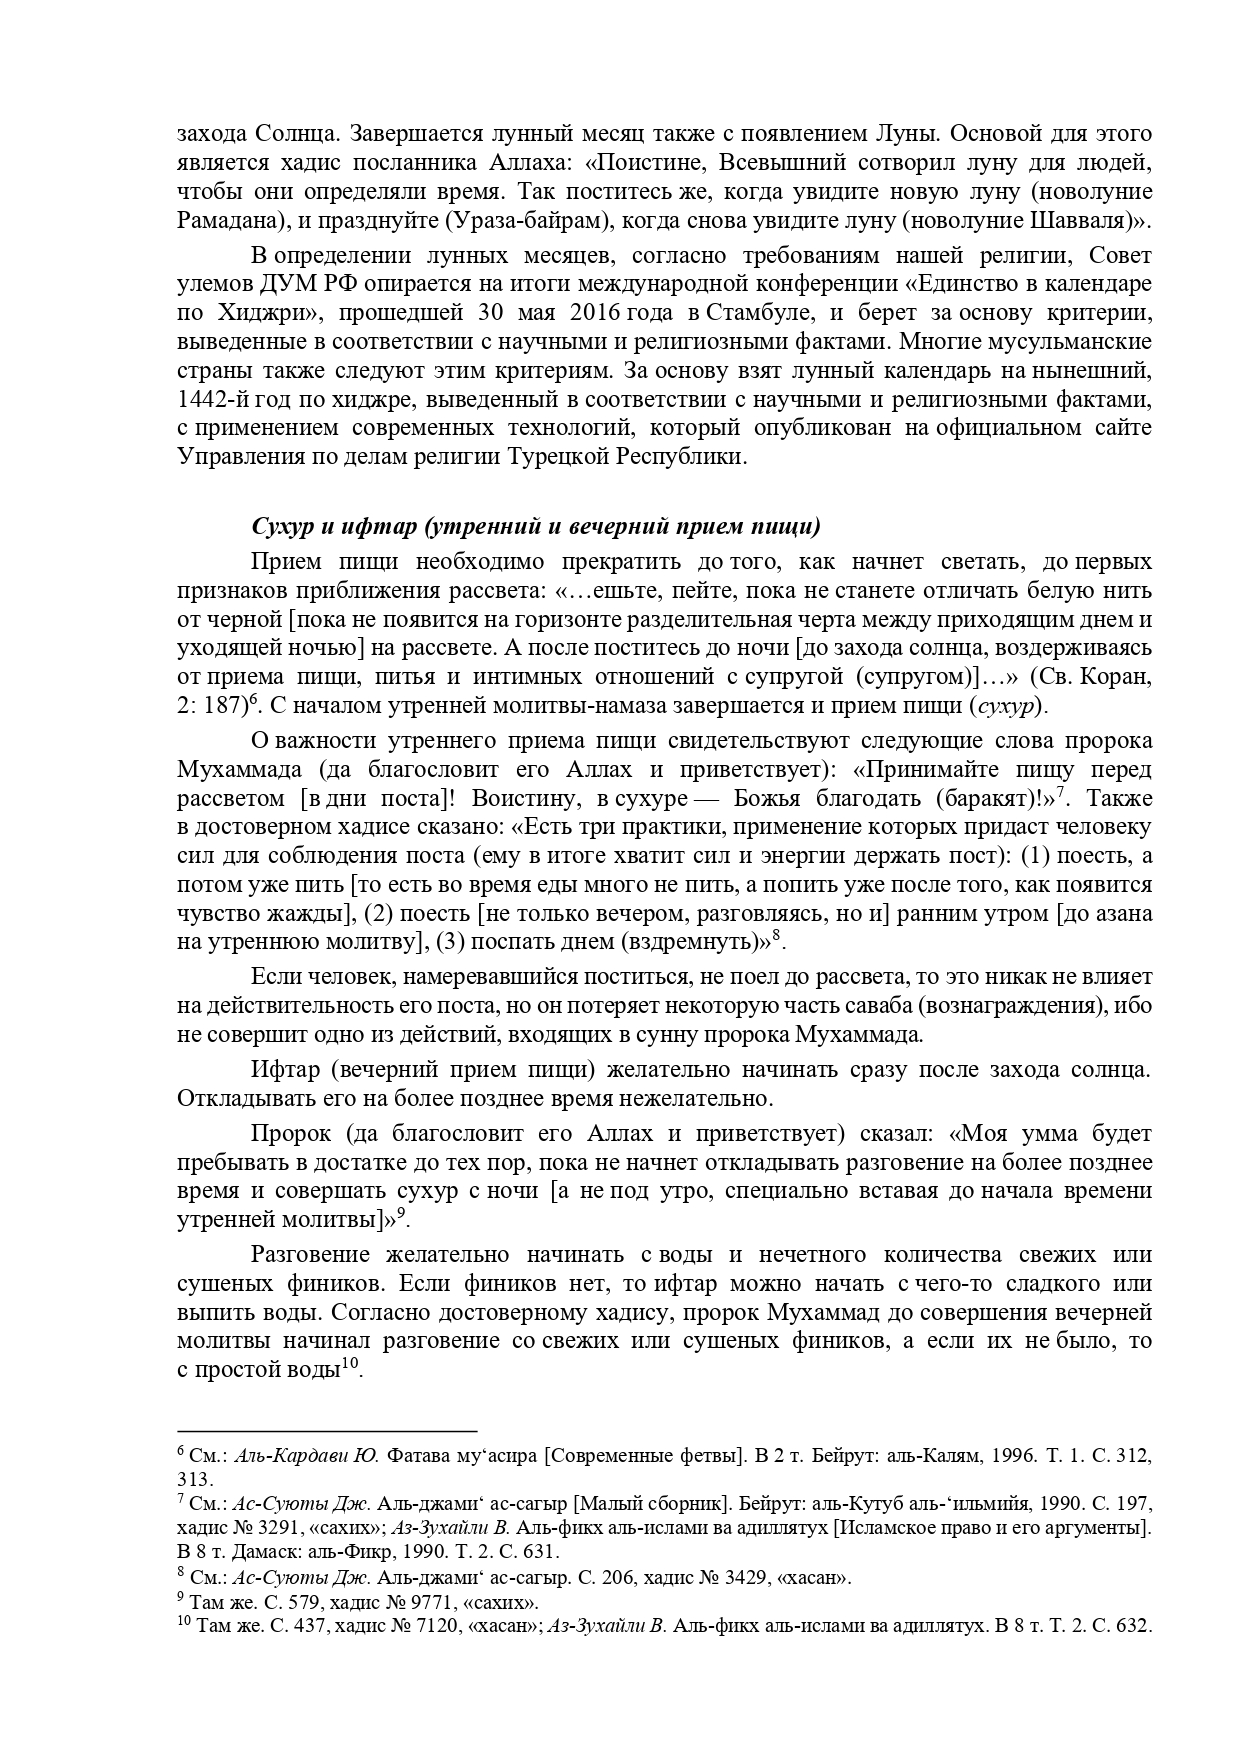 захода Солнца. Завершается лунный месяц также с появлением Луны. Основой для этого
является хадис посланника Аллаха: «Поистине, Всевышний сотворил луну для людей,
чтобы они определяли время. Так поститесь же, когда увидите новую луну (новолуние
Рамадана), и празднуйте (Ураза-байрам), когда снова увидите луну (новолуние Шавваля)».
В определении лунных месяцев, согласно требованиям нашей религии, Совет
улемов ДУМ РФ опирается на итоги международной конференции «Единство в календаре
по Хиджри», прошедшей 30 мая 2016 года в Стамбуле, и берет за основу критерии,
выведенные в соответствии с научными и религиозными фактами. Многие мусульманские
страны также следуют этим критериям. За основу взят лунный календарь на нынешний,
1442-й год по хиджре, выведенный в соответствии с научными и религиозными фактами,
с применением современных технологий, который опубликован на официальном сайте
Управления по делам религии Турецкой Республики.
Сухур и ифтар (утренний и вечерний прием пищи)
Прием пищи необходимо прекратить до того, как начнет светать, до первых
признаков приближения рассвета: «…ешьте, пейте, пока не станете отличать белую нить
от черной [пока не появится на горизонте разделительная черта между приходящим днем и
уходящей ночью] на рассвете. А после поститесь до ночи [до захода солнца, воздерживаясь
от приема пищи, питья и интимных отношений с супругой (супругом)]…» (Св. Коран,
2: 187)⁶. С началом утренней молитвы-намаза завершается и прием пищи (сухур).
О важности утреннего приема пищи свидетельствуют следующие слова пророка
Мухаммада (да благословит его Аллах и приветствует): «Принимайте пищу перед
рассветом [в дни поста]! Воистину, в сухуре — Божья благодать (баракят)!»⁷. Также
в достоверном хадисе сказано: «Есть три практики, применение которых придаст человеку
сил для соблюдения поста (ему в итоге хватит сил и энергии держать пост): (1) поесть, а
потом уже пить [то есть во время еды много не пить, а попить уже после того, как появится
чувство жажды], (2) поесть [не только вечером, разговляясь, но и] ранним утром [до азана
на утреннюю молитву], (3) поспать днем (вздремнуть)»⁸.
Если человек, намеревавшийся поститься, не поел до рассвета, то это никак не влияет
на действительность его поста, но он потеряет некоторую часть саваба (вознаграждения), ибо
не совершит одно из действий, входящих в сунну пророка Мухаммада.
Ифтар (вечерний прием пищи) желательно начинать сразу после захода солнца.
Откладывать его на более позднее время нежелательно.
Пророк (да благословит его Аллах и приветствует) сказал: «Моя умма будет
пребывать в достатке до тех пор, пока не начнет откладывать разговение на более позднее
время и совершать сухур с ночи [а не под утро, специально вставая до начала времени
утренней молитвы]»⁹.
Разговение желательно начинать с воды и нечетного количества свежих или
сушеных фиников. Если фиников нет, то ифтар можно начать с чего-то сладкого или
выпить воды. Согласно достоверному хадису, пророк Мухаммад до совершения вечерней
молитвы начинал разговение со свежих или сушеных фиников, а если их не было, то
с простой воды¹⁰.
⁶ См.: Аль-Кардави Ю. Фатава му‘асира [Современные фетвы]. В 2 т. Бейрут: аль-Калям, 1996. Т. 1. С. 312,
313.
⁷ См.: Ас-Суюты Дж. Аль-джами‘ ас-сагыр [Малый сборник]. Бейрут: аль-Кутуб аль-‘ильмийя, 1990. С. 197,
хадис № 3291, «сахих»; Аз-Зухайли В. Аль-фикх аль-ислами ва адиллятух [Исламское право и его аргументы].
В 8 т. Дамаск: аль-Фикр, 1990. Т. 2. С. 631.
⁸ См.: Ас-Суюты Дж. Аль-джами‘ ас-сагыр. С. 206, хадис № 3429, «хасан».
⁹ Там же. С. 579, хадис № 9771, «сахих».
¹⁰ Там же. С. 437, хадис № 7120, «хасан»; Аз-Зухайли В. Аль-фикх аль-ислами ва адиллятух. В 8 т. Т. 2. С. 632.